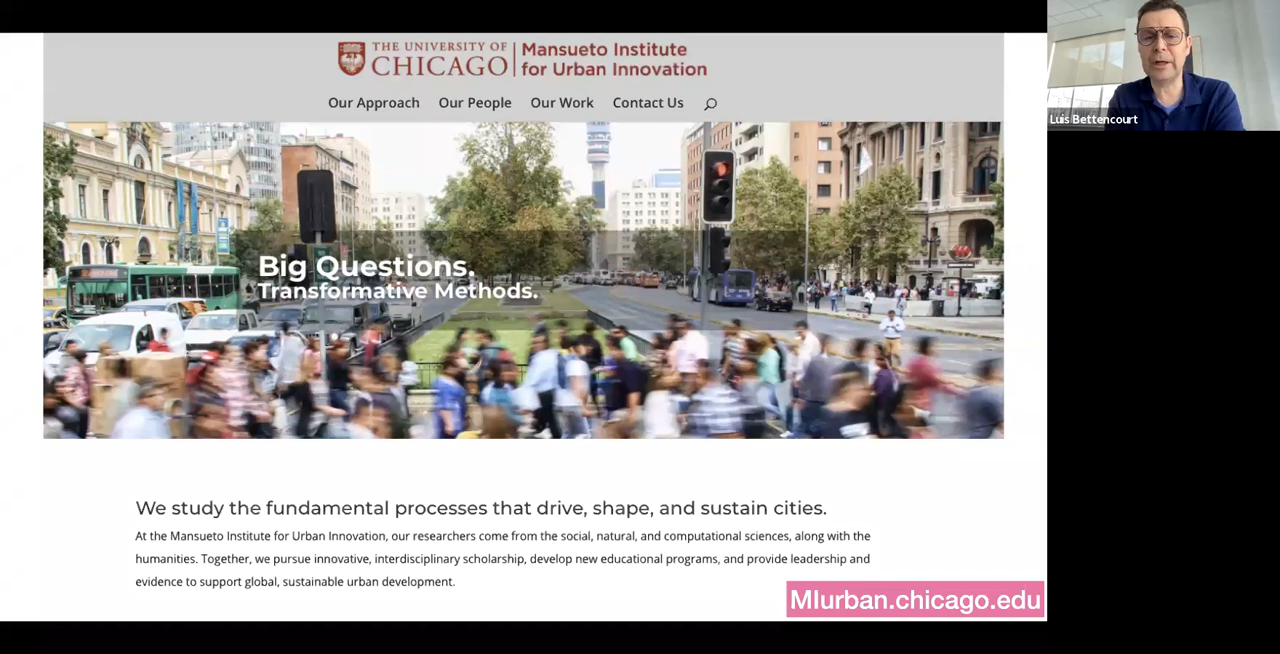 THE UNIVERSITY OF
CHICAGO
Mansueto Institute
for Urban Innovation
Our Approach Our People Our Work Contact Us
Luis Bettencourt
Big Questions.
Transformative Methods.
We study the fundamental processes that drive, shape, and sustain cities.
At the Mansueto Institute for Urban Innovation, our researchers come from the social, natural, and computational sciences, along with the
humanities. Together, we pursue innovative, interdisciplinary scholarship, develop new educational programs, and provide leadership and
evidence to support global, sustainable urban development.
MIurban.chicago.edu